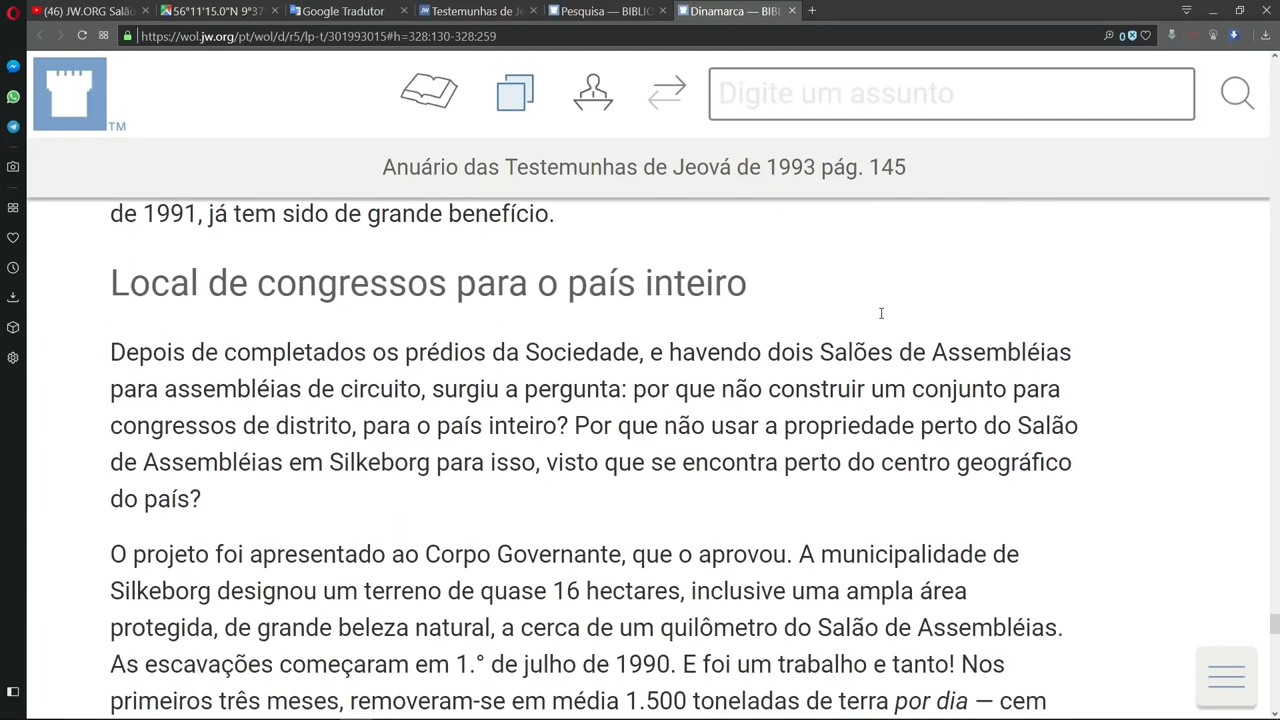 (46) JW.ORG Salão
56°11'15.0"N 9°37
Google Tradutor
Testemunhas de Je
Pesquisa — BIBLIO
Dinamarca — BIBL
https://wol.jw.org/pt/wol/d/r5/lp-t/301993015#h=328:130-328:259
0
TM
Digite um assunto
Anuário das Testemunhas de Jeová de 1993 pág. 145
de 1991, já tem sido de grande benefício.
Local de congressos para o país inteiro
Depois de completados os prédios da Sociedade, e havendo dois Salões de Assembléias
para assembléias de circuito, surgiu a pergunta: por que não construir um conjunto para
congressos de distrito, para o país inteiro? Por que não usar a propriedade perto do Salão
de Assembléias em Silkeborg para isso, visto que se encontra perto do centro geográfico
do país?
O projeto foi apresentado ao Corpo Governante, que o aprovou. A municipalidade de
Silkeborg designou um terreno de quase 16 hectares, inclusive uma ampla área
protegida, de grande beleza natural, a cerca de um quilômetro do Salão de Assembléias.
As escavações começaram em 1.° de julho de 1990. E foi um trabalho e tanto! Nos
primeiros três meses, removeram-se em média 1.500 toneladas de terra por dia — cem